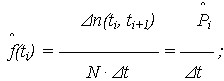 f̂(tᵢ) = Δn(tᵢ, tᵢ₊₁) / (N · Δt) = P̂ᵢ / Δt ;